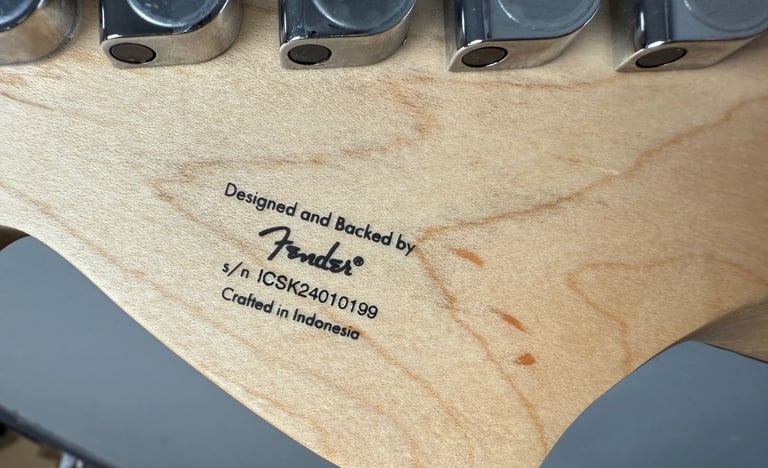 Designed and Backed by
Fender®
s/n ICSK24010199
Crafted in Indonesia